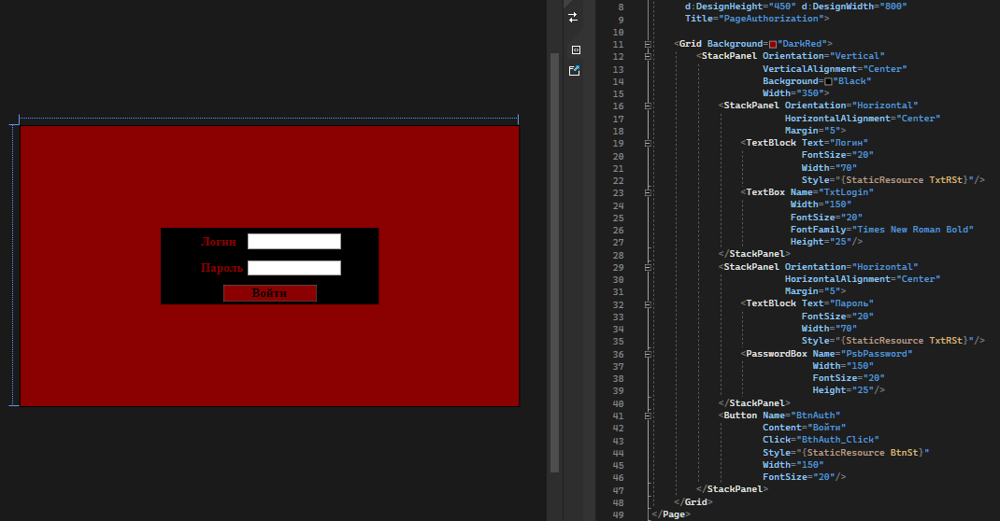 Логин
Пароль
Войти
8 d:DesignHeight="450" d:DesignWidth="800"
9 Title="PageAuthorization">
10
11 <Grid Background="DarkRed">
12 <StackPanel Orientation="Vertical"
13 VerticalAlignment="Center"
14 Background="Black"
15 Width="350">
16 <StackPanel Orientation="Horizontal"
17 HorizontalAlignment="Center"
18 Margin="5">
19 <TextBlock Text="Логин"
20 FontSize="20"
21 Width="70"
22 Style="{StaticResource TxtRSt}"/>
23 <TextBox Name="TxtLogin"
24 Width="150"
25 FontSize="20"
26 FontFamily="Times New Roman Bold"
27 Height="25"/>
28 </StackPanel>
29 <StackPanel Orientation="Horizontal"
30 HorizontalAlignment="Center"
31 Margin="5">
32 <TextBlock Text="Пароль"
33 FontSize="20"
34 Width="70"
35 Style="{StaticResource TxtRSt}"/>
36 <PasswordBox Name="PsbPassword"
37 Width="150"
38 FontSize="20"
39 Height="25"/>
40 </StackPanel>
41 <Button Name="BtnAuth"
42 Content="Войти"
43 Click="BthAuth_Click"
44 Style="{StaticResource BtnSt}"
45 Width="150"
46 FontSize="20"/>
47 </StackPanel>
48 </Grid>
49 </Page>